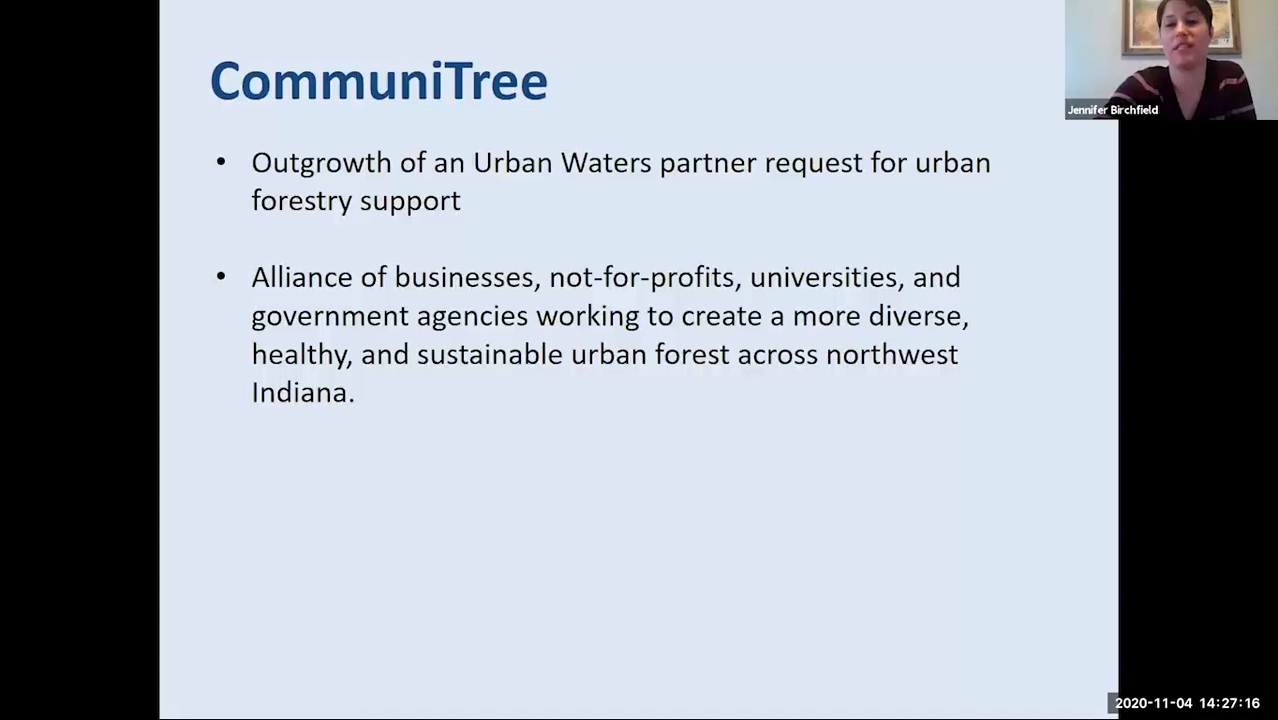 CommuniTree
Jennifer Birchfield
• Outgrowth of an Urban Waters partner request for urban
forestry support
• Alliance of businesses, not-for-profits, universities, and
government agencies working to create a more diverse,
healthy, and sustainable urban forest across northwest
Indiana.
2020-11-04 14:27:16